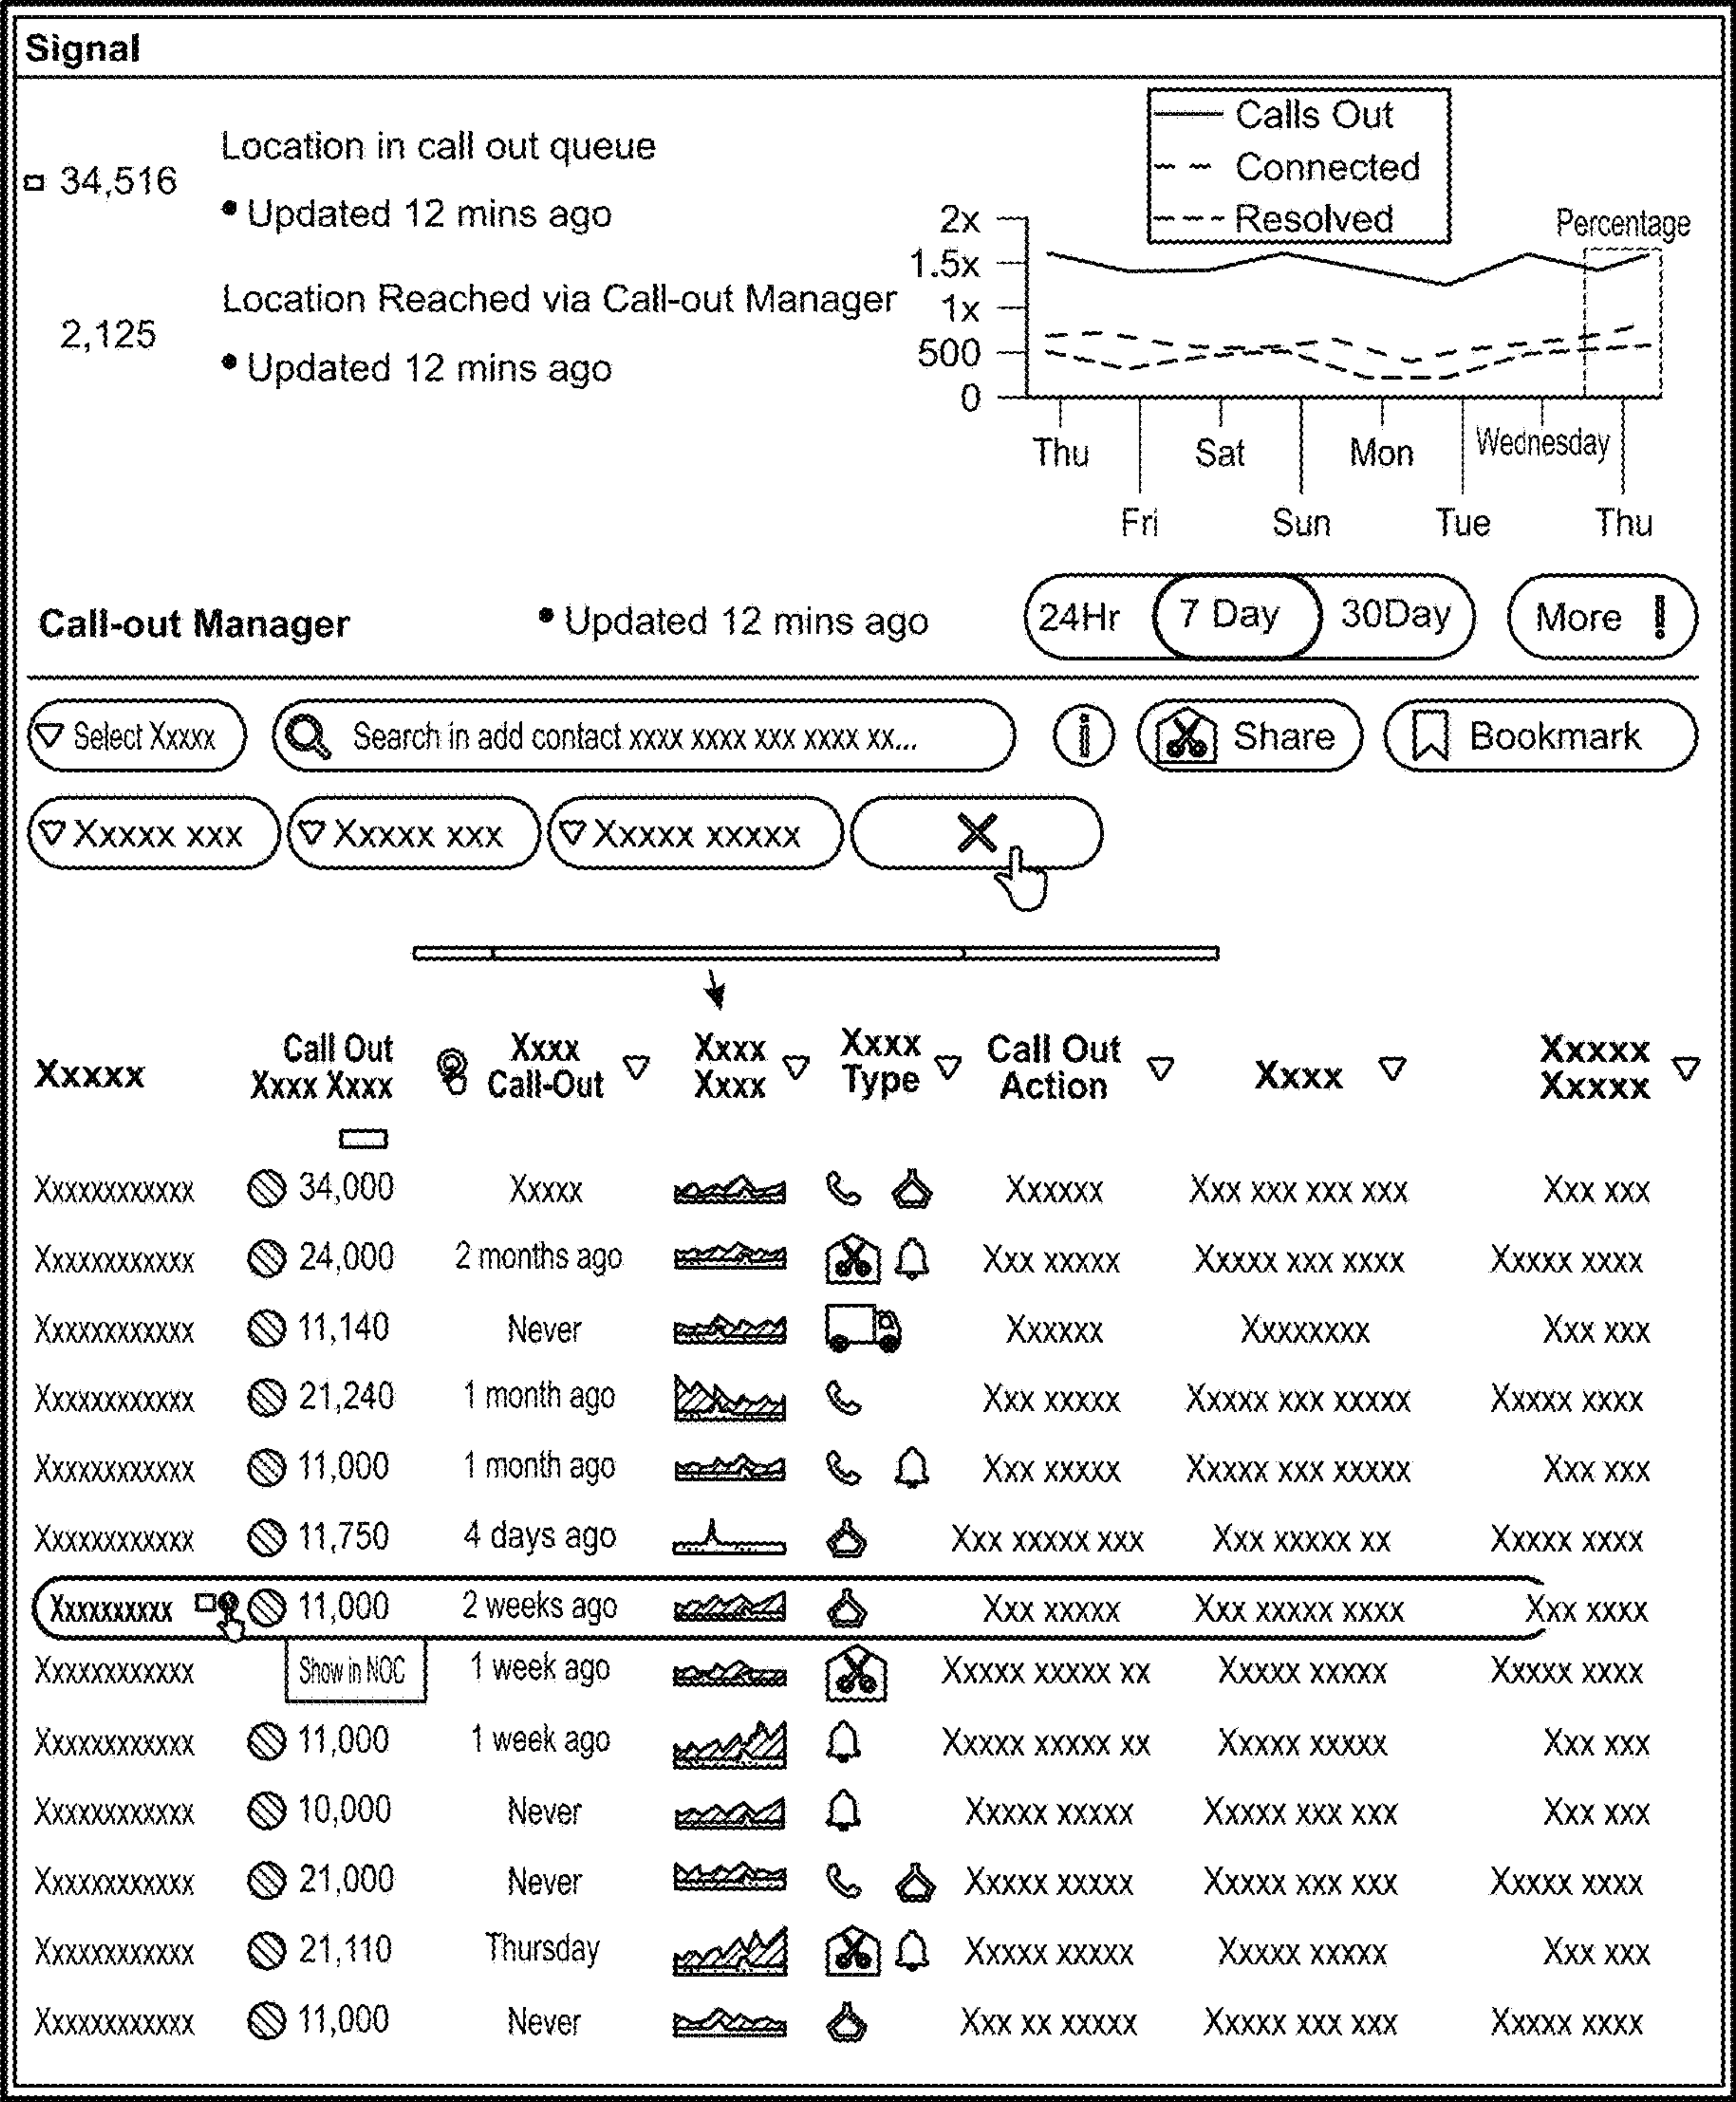 Signal
34,516
Location in call out queue
• Updated 12 mins ago
2,125
Location Reached via Call-out Manager
• Updated 12 mins ago
Calls Out
Connected
Resolved
Percentage
2x
1.5x
1x
500
0
Thu Sat Mon Wednesday
Fri Sun Tue Thu
Call-out Manager • Updated 12 mins ago 24Hr 7 Day 30Day More
Select Xxxxx Search in add contact xxxx xxxx xxx xxxx xx... i Share Bookmark
Xxxxx xxx Xxxxx xxx Xxxxx xxxxx X
Xxxxx
Call Out
Xxxx Xxxx
Xxxx
Call-Out
Xxxx
Xxxx
Xxxx
Type
Call Out
Action
Xxxx
Xxxxx
Xxxxx
Xxxxxxxxxxx 34,000 Xxxxx Xxxxxx Xxx xxx xxx xxx Xxx xxx
Xxxxxxxxxxx 24,000 2 months ago Xxx xxxxx Xxxxx xxx xxxx Xxxxx xxxx
Xxxxxxxxxxx 11,140 Never Xxxxxx Xxxxxxxx Xxx xxx
Xxxxxxxxxxx 21,240 1 month ago Xxx xxxxx Xxxxx xxx xxxxx Xxxxx xxxx
Xxxxxxxxxxx 11,000 1 month ago Xxx xxxxx Xxxxx xxx xxxxx Xxx xxx
Xxxxxxxxxxx 11,750 4 days ago Xxx xxxxx xxx Xxx xxxxx xx Xxxxx xxxx
Xxxxxxxxx 11,000 2 weeks ago Xxx xxxxx Xxx xxxxx xxxx Xxx xxxx
Xxxxxxxxxxx Show in NOC 1 week ago Xxxxx xxxxx xx Xxxxx xxxxx Xxxxx xxxx
Xxxxxxxxxxx 11,000 1 week ago Xxxxx xxxxx xx Xxxxx xxxxx Xxx xxx
Xxxxxxxxxxx 10,000 Never Xxxxx xxxxx Xxxxx xxx xxx Xxx xxx
Xxxxxxxxxxx 21,000 Never Xxxxx xxxxx Xxxxx xxx xxx Xxxxx xxxx
Xxxxxxxxxxx 21,110 Thursday Xxxxx xxxxx Xxxxx xxxxx Xxx xxx
Xxxxxxxxxxx 11,000 Never Xxx xx xxxxx Xxxxx xxx xxx Xxxxx xxxx